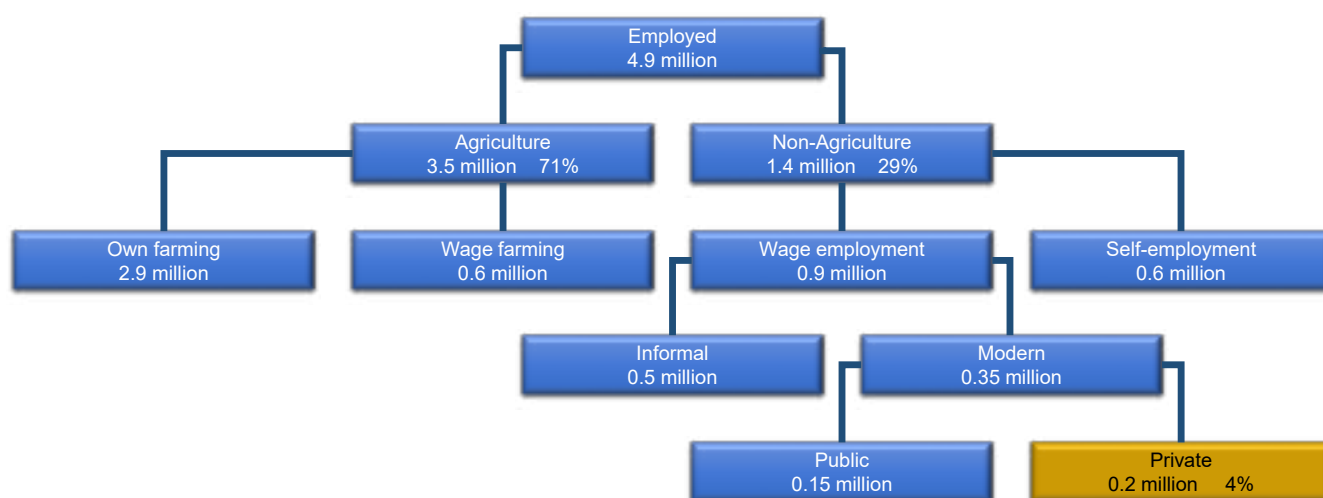 Employed
4.9 million
Agriculture
3.5 million 71%
Non-Agriculture
1.4 million 29%
Own farming
2.9 million
Wage farming
0.6 million
Wage employment
0.9 million
Self-employment
0.6 million
Informal
0.5 million
Modern
0.35 million
Public
0.15 million
Private
0.2 million 4%